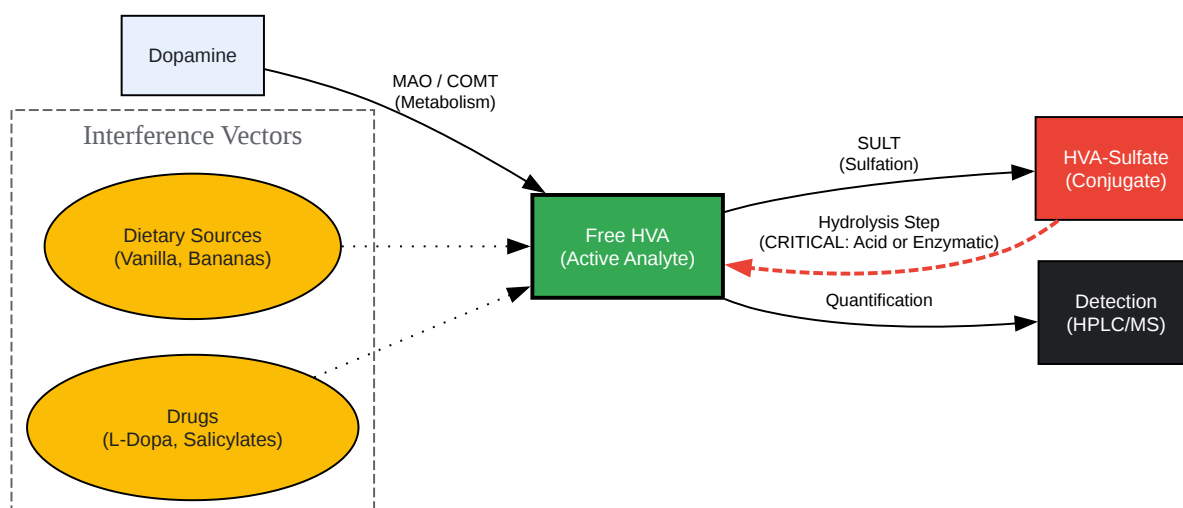 Dopamine
MAO / COMT
(Metabolism)
Interference Vectors
Dietary Sources
(Vanilla, Bananas)
Drugs
(L-Dopa, Salicylates)
Free HVA
(Active Analyte)
SULT
(Sulfation)
HVA-Sulfate
(Conjugate)
Hydrolysis Step
(CRITICAL: Acid or Enzymatic)
Quantification
Detection
(HPLC/MS)